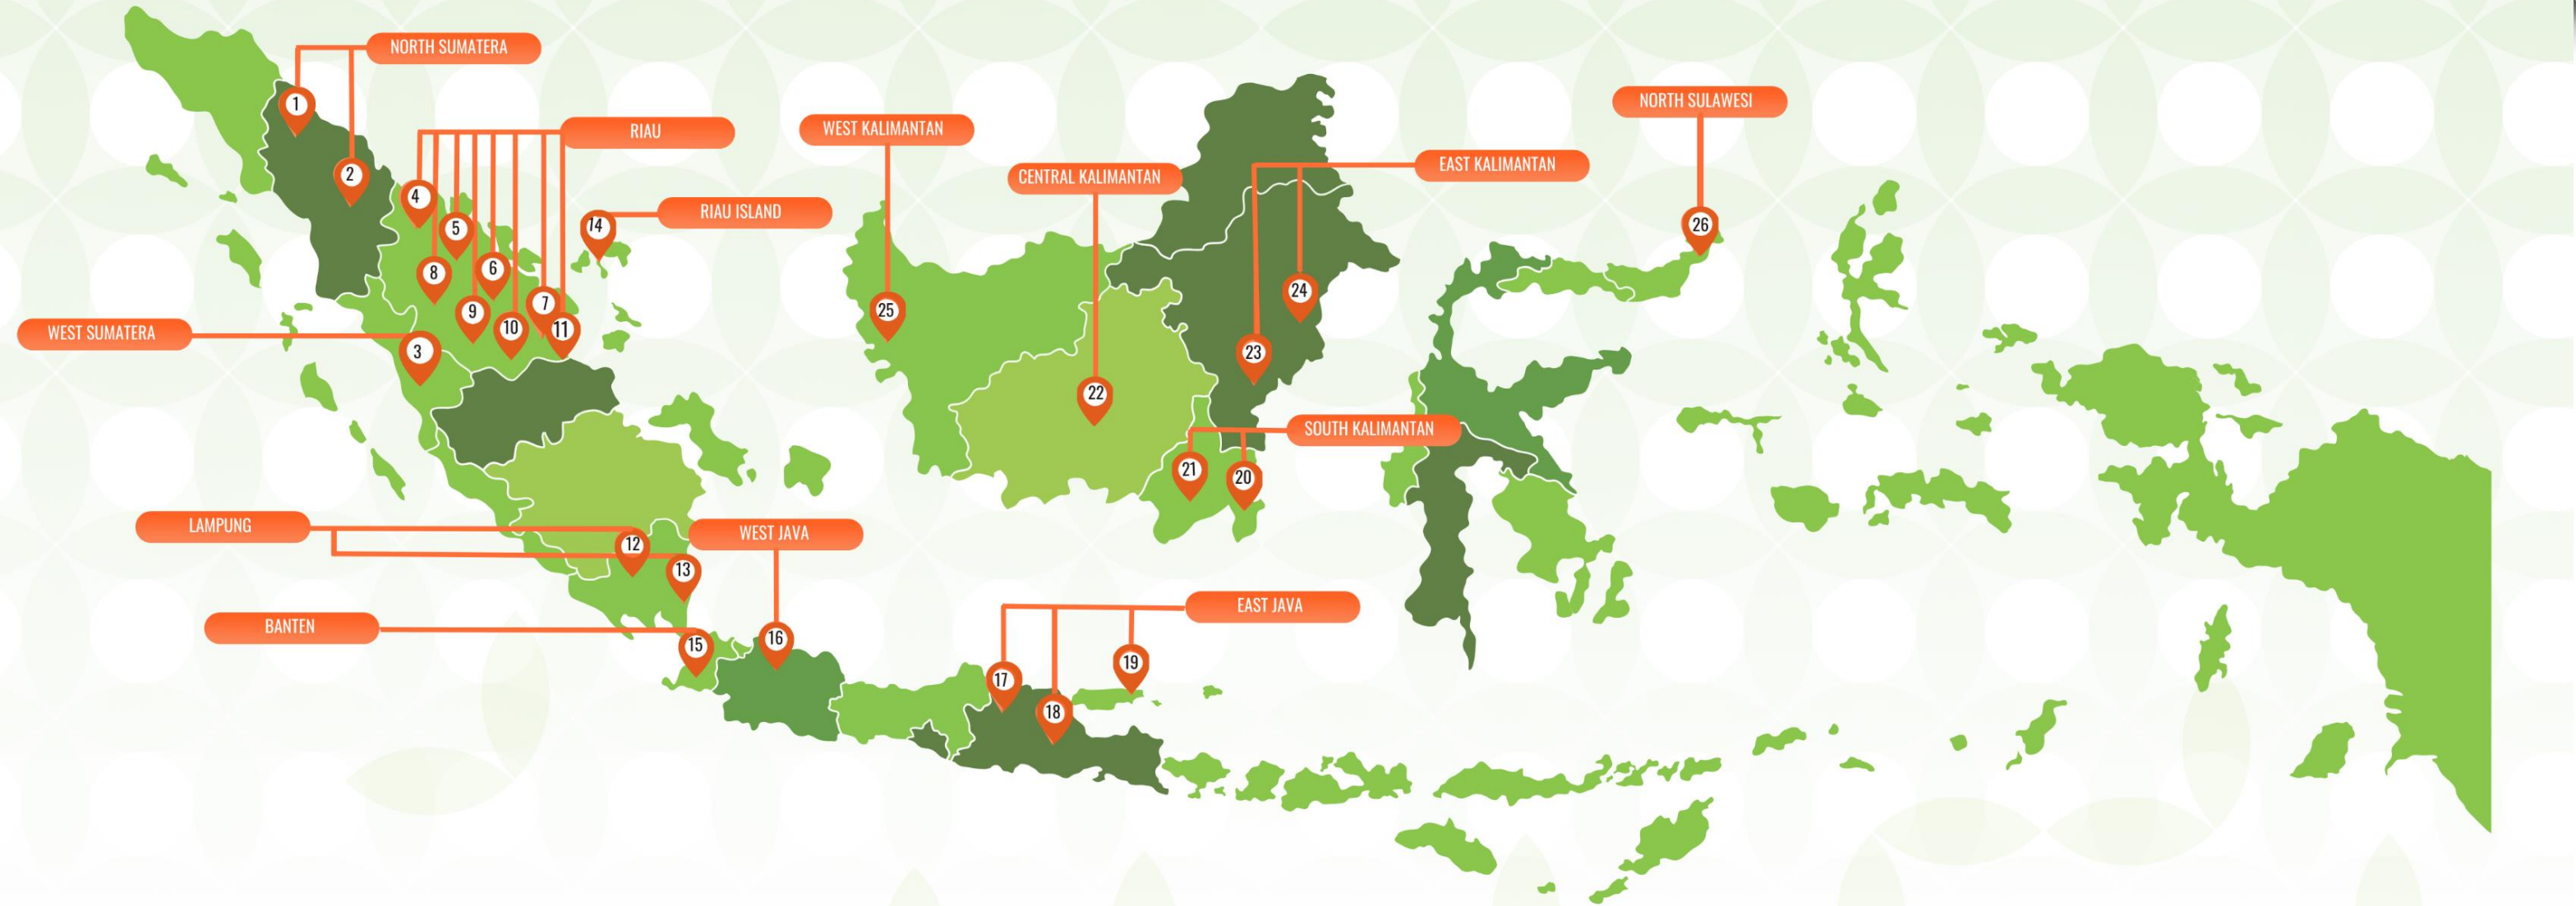 NORTH SUMATERA
1
2
RIAU
4
5
6
7
8
9
10
11
RIAU ISLAND
14
WEST SUMATERA
3
LAMPUNG
12
13
BANTEN
15
WEST JAVA
16
EAST JAVA
17
18
19
WEST KALIMANTAN
25
CENTRAL KALIMANTAN
22
EAST KALIMANTAN
23
24
SOUTH KALIMANTAN
21
20
NORTH SULAWESI
26